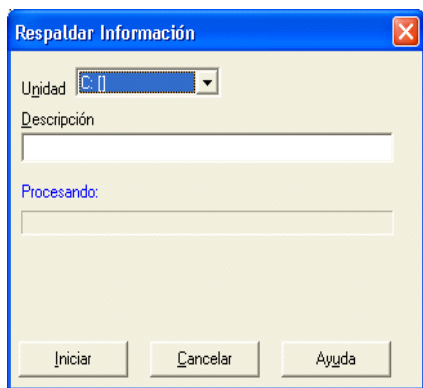 Respaldar Información
Unidad C: []
Descripción
Procesando:
Iniciar Cancelar Ayuda